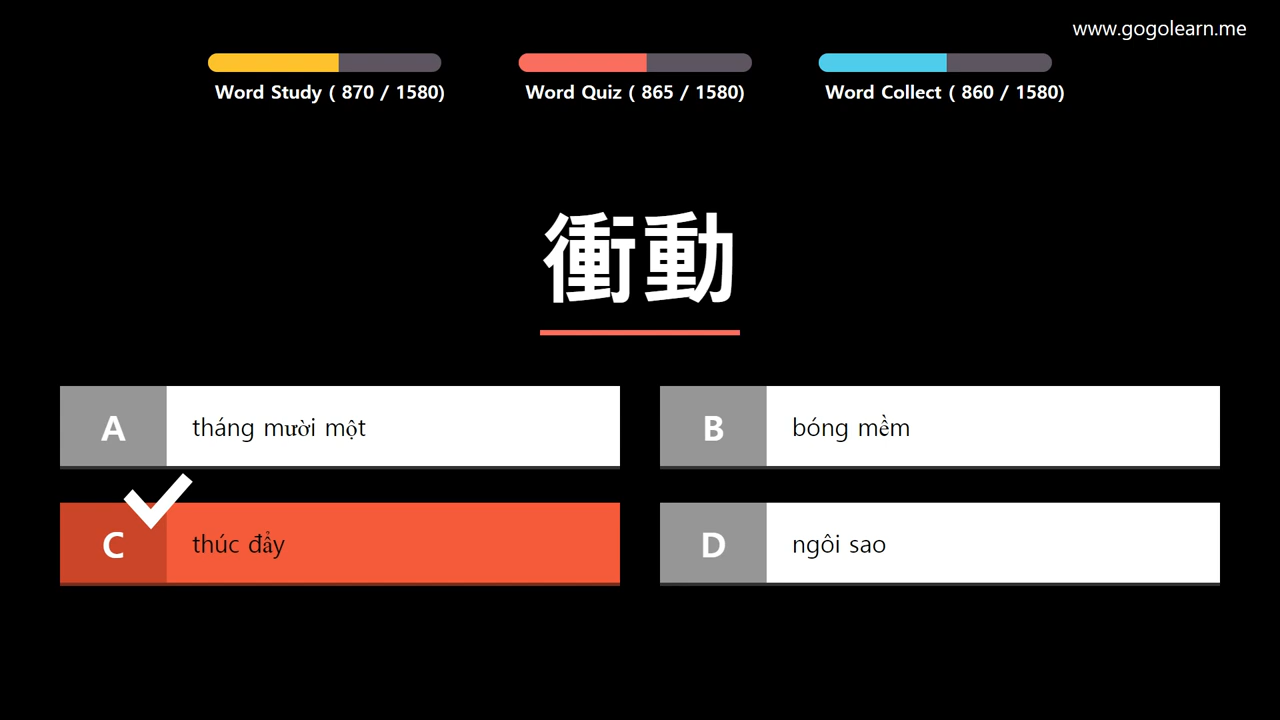 www.gogolearn.me
Word Study ( 870 / 1580)
Word Quiz ( 865 / 1580)
Word Collect ( 860 / 1580)
衝動
A
tháng mười một
B
bóng mềm
C
thúc đẩy
D
ngôi sao